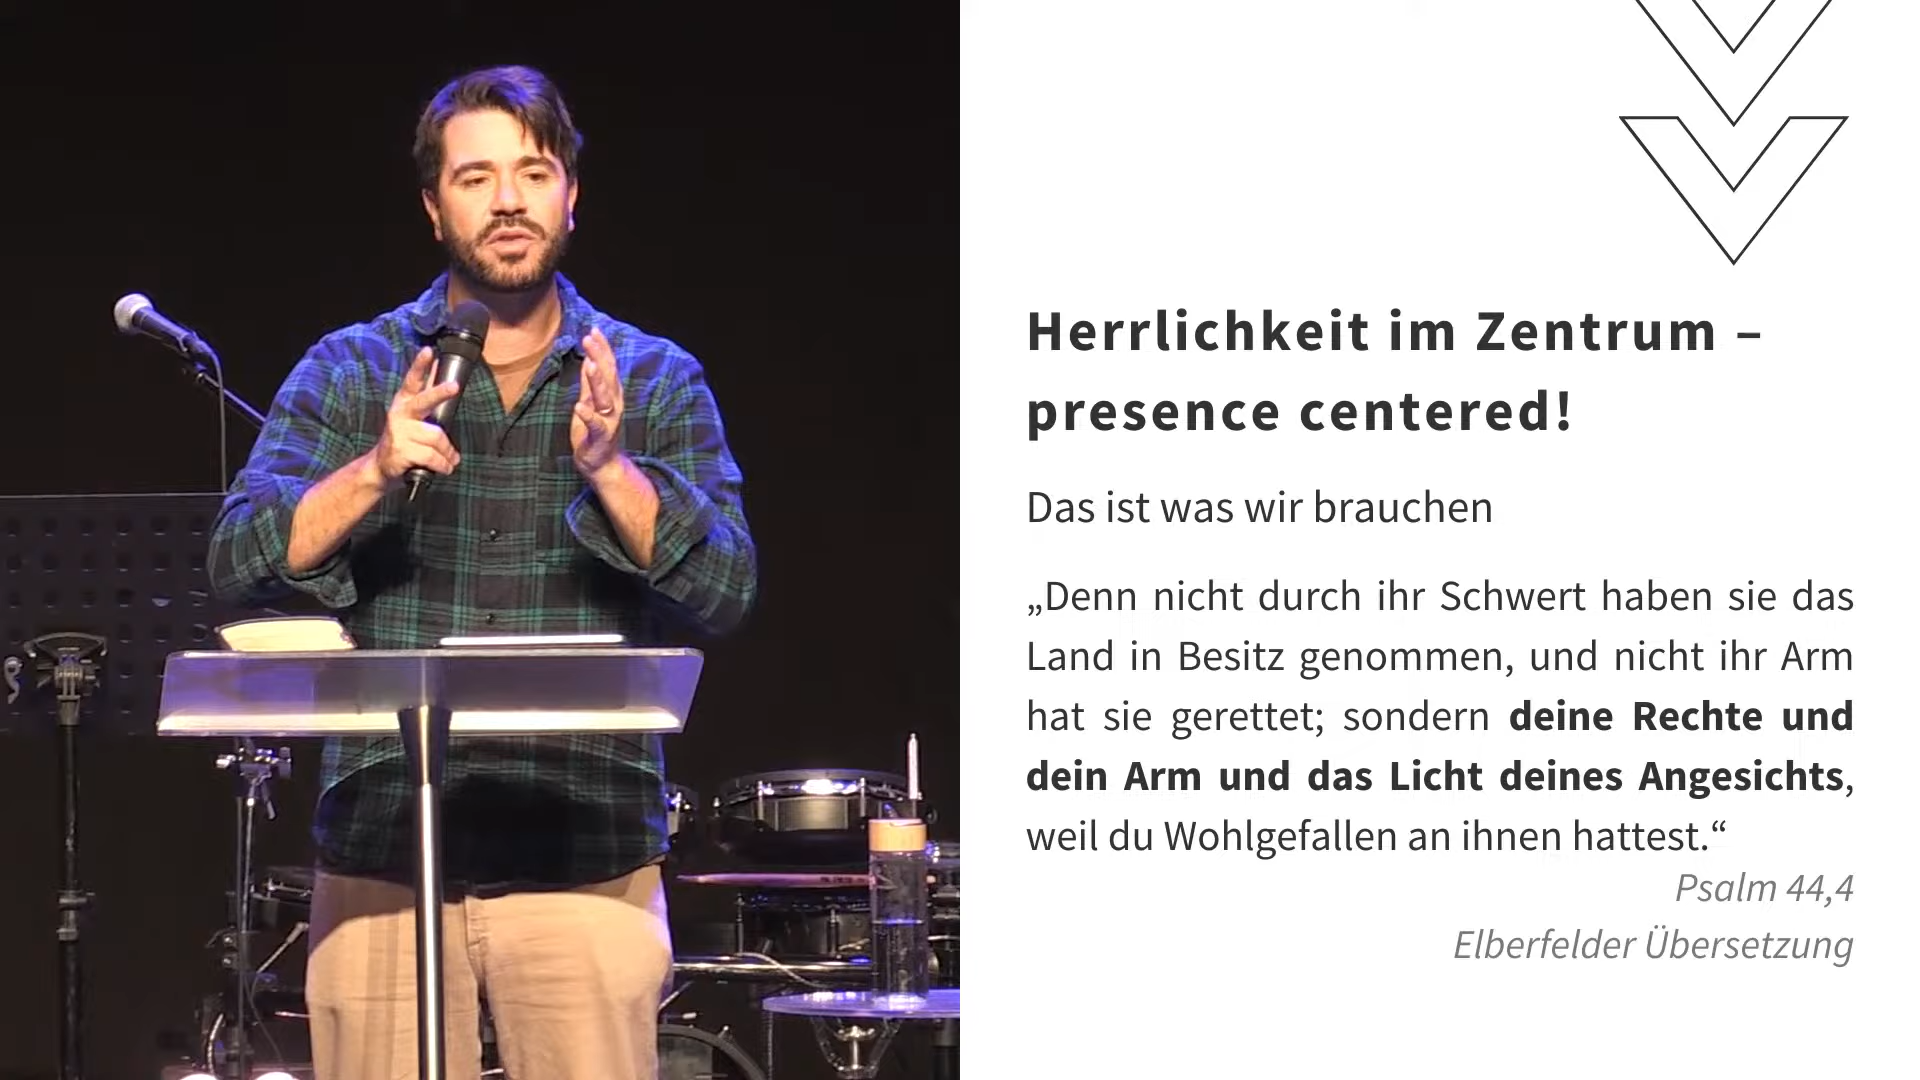 Herrlichkeit im Zentrum –
presence centered!
Das ist was wir brauchen
„Denn nicht durch ihr Schwert haben sie das
Land in Besitz genommen, und nicht ihr Arm
hat sie gerettet; sondern deine Rechte und
dein Arm und das Licht deines Angesichts,
weil du Wohlgefallen an ihnen hattest.“
Psalm 44,4
Elberfelder Übersetzung